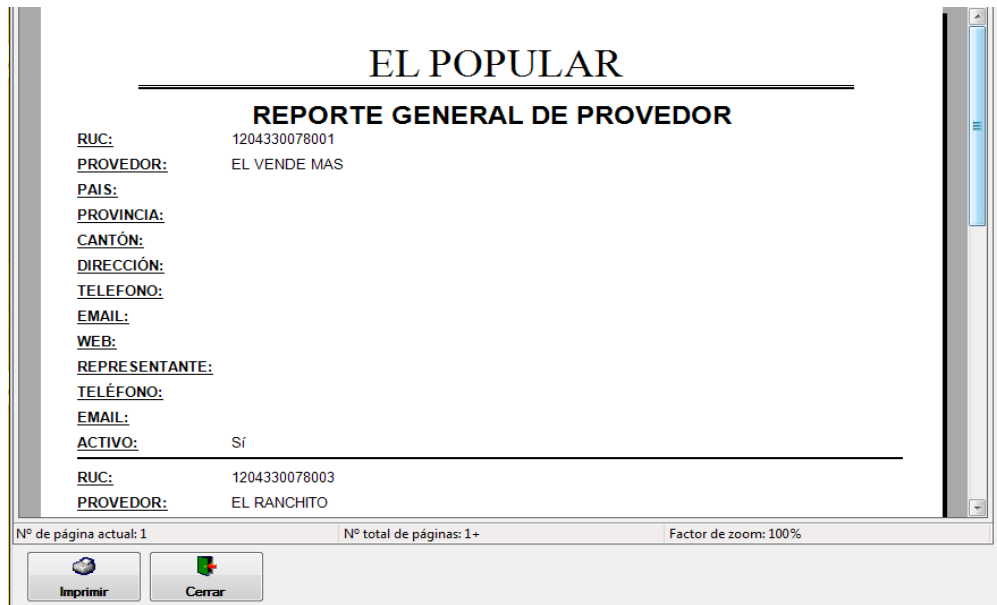 EL POPULAR
REPORTE GENERAL DE PROVEDOR
RUC: 1204330078001
PROVEDOR: EL VENDE MAS
PAIS:
PROVINCIA:
CANTÓN:
DIRECCIÓN:
TELEFONO:
EMAIL:
WEB:
REPRESENTANTE:
TELÉFONO:
EMAIL:
ACTIVO: Sí
RUC: 1204330078003
PROVEDOR: EL RANCHITO
Nº de página actual: 1 Nº total de páginas: 1+ Factor de zoom: 100%
Imprimir Cerrar